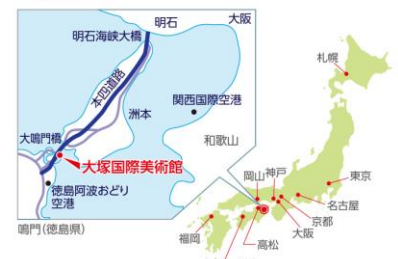 明石
大阪
明石海峡大橋
本四道路
関西国際空港
洲本
大鳴門橋
和歌山
大塚国際美術館
徳島阿波おどり
空港
鳴門(徳島県)
札幌
岡山
神戸
東京
名古屋
京都
大阪
福岡
高松